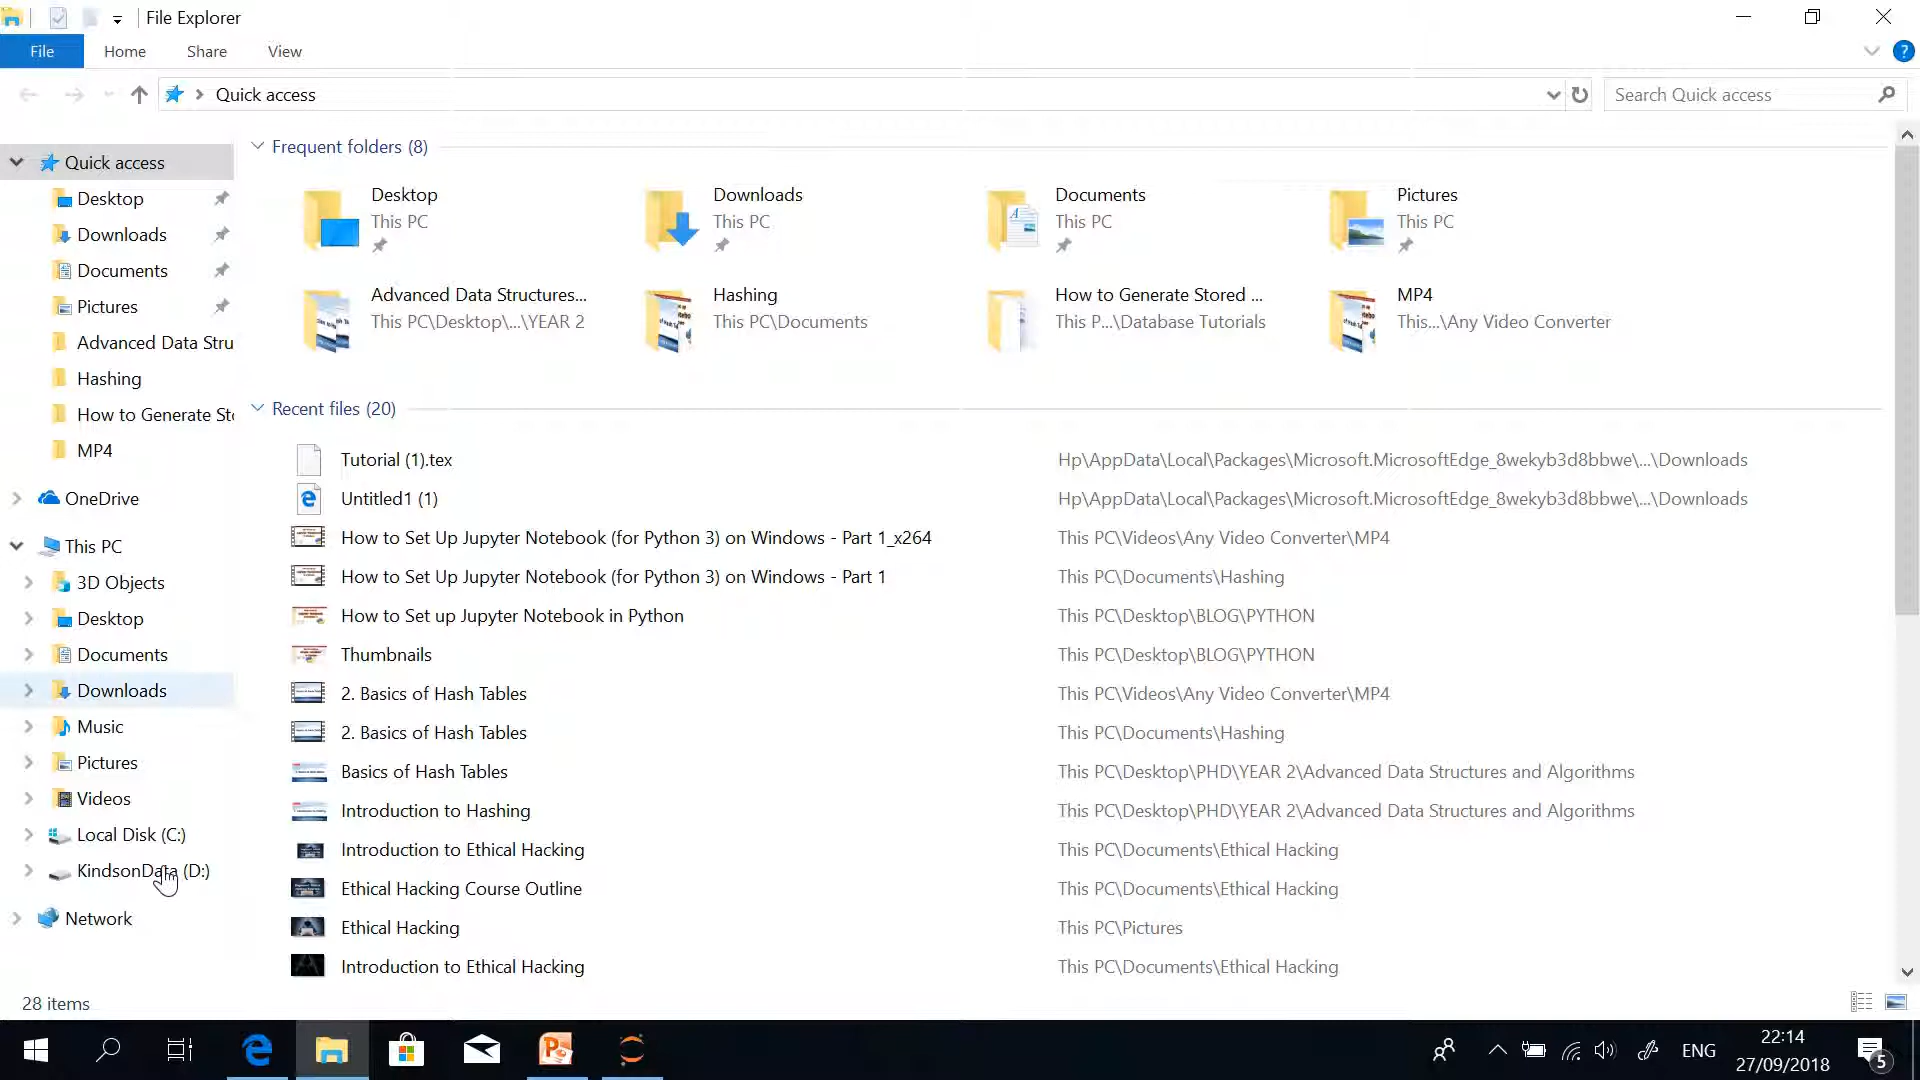 File Explorer
File
Home
Share
View
?
Quick access
Search Quick access
Quick access
Desktop
Downloads
Documents
Pictures
Advanced Data Stru
Hashing
How to Generate Sto
MP4
OneDrive
This PC
3D Objects
Desktop
Documents
Downloads
Music
Pictures
Videos
Local Disk (C:)
KindsonData (D:)
Network
Frequent folders (8)
Desktop
This PC
Downloads
This PC
Documents
This PC
Pictures
This PC
Advanced Data Structures...
This PC\Desktop\...\YEAR 2
Hashing
This PC\Documents
How to Generate Stored ...
This P...\Database Tutorials
MP4
This...\Any Video Converter
Recent files (20)
Tutorial (1).tex Hp\AppData\Local\Packages\Microsoft.MicrosoftEdge_8wekyb3d8bbwe\...\Downloads
Untitled1 (1) Hp\AppData\Local\Packages\Microsoft.MicrosoftEdge_8wekyb3d8bbwe\...\Downloads
How to Set Up Jupyter Notebook (for Python 3) on Windows - Part 1_x264 This PC\Videos\Any Video Converter\MP4
How to Set Up Jupyter Notebook (for Python 3) on Windows - Part 1 This PC\Documents\Hashing
How to Set up Jupyter Notebook in Python This PC\Desktop\BLOG\PYTHON
Thumbnails This PC\Desktop\BLOG\PYTHON
2. Basics of Hash Tables This PC\Videos\Any Video Converter\MP4
2. Basics of Hash Tables This PC\Documents\Hashing
Basics of Hash Tables This PC\Desktop\PHD\YEAR 2\Advanced Data Structures and Algorithms
Introduction to Hashing This PC\Desktop\PHD\YEAR 2\Advanced Data Structures and Algorithms
Introduction to Ethical Hacking This PC\Documents\Ethical Hacking
Ethical Hacking Course Outline This PC\Documents\Ethical Hacking
Ethical Hacking This PC\Pictures
Introduction to Ethical Hacking This PC\Documents\Ethical Hacking
28 items
ENG
22:14
27/09/2018
5